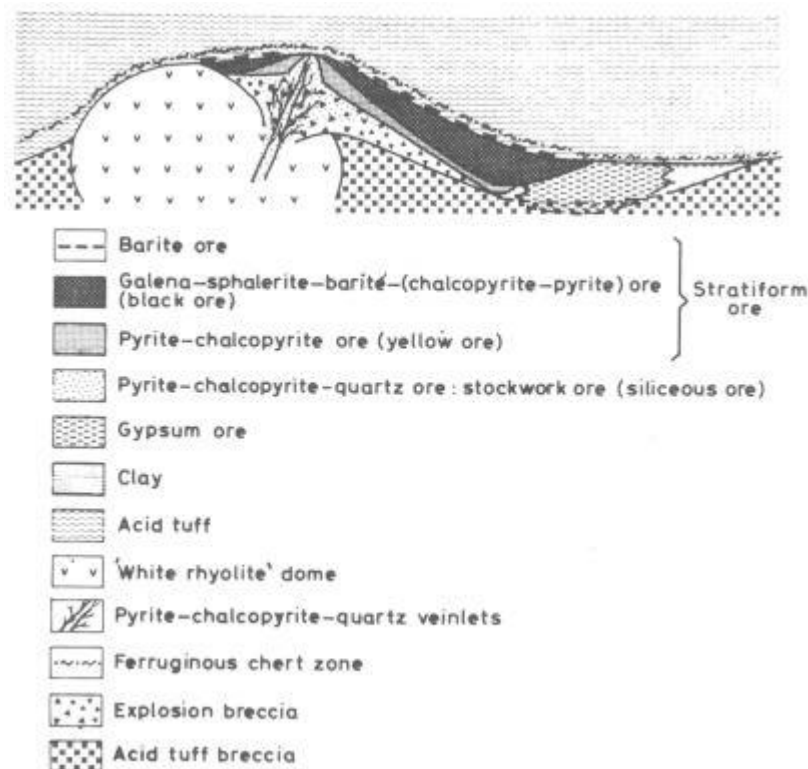 Barite ore
Galena-sphalerite-barite-(chalcopyrite-pyrite) ore
(black ore)
Stratiform
ore
Pyrite-chalcopyrite ore (yellow ore)
Pyrite-chalcopyrite-quartz ore: stockwork ore (siliceous ore)
Gypsum ore
Clay
Acid tuff
'White rhyolite' dome
Pyrite-chalcopyrite-quartz veinlets
Ferruginous chert zone
Explosion breccia
Acid tuff breccia